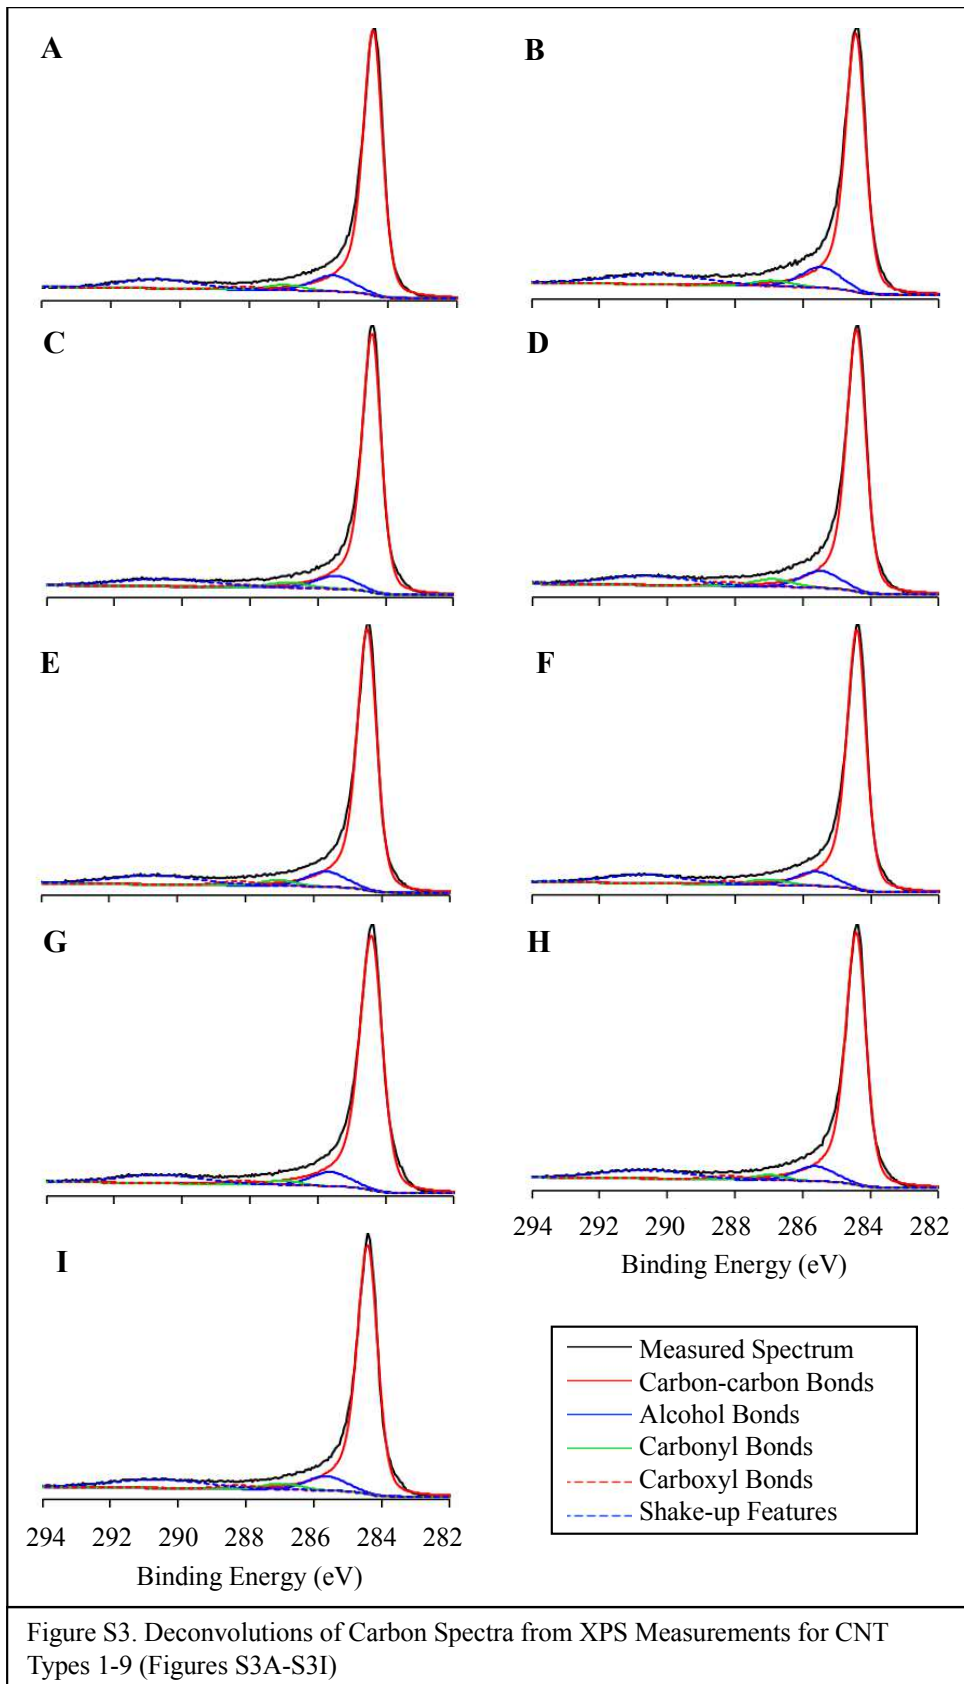 A
B
C
D
E
F
G
H
294 292 290 288 286 284 282
Binding Energy (eV)
I
294 292 290 288 286 284 282
Binding Energy (eV)
Measured Spectrum
Carbon-carbon Bonds
Alcohol Bonds
Carbonyl Bonds
Carboxyl Bonds
Shake-up Features
Figure S3. Deconvolutions of Carbon Spectra from XPS Measurements for CNT
Types 1-9 (Figures S3A-S3I)